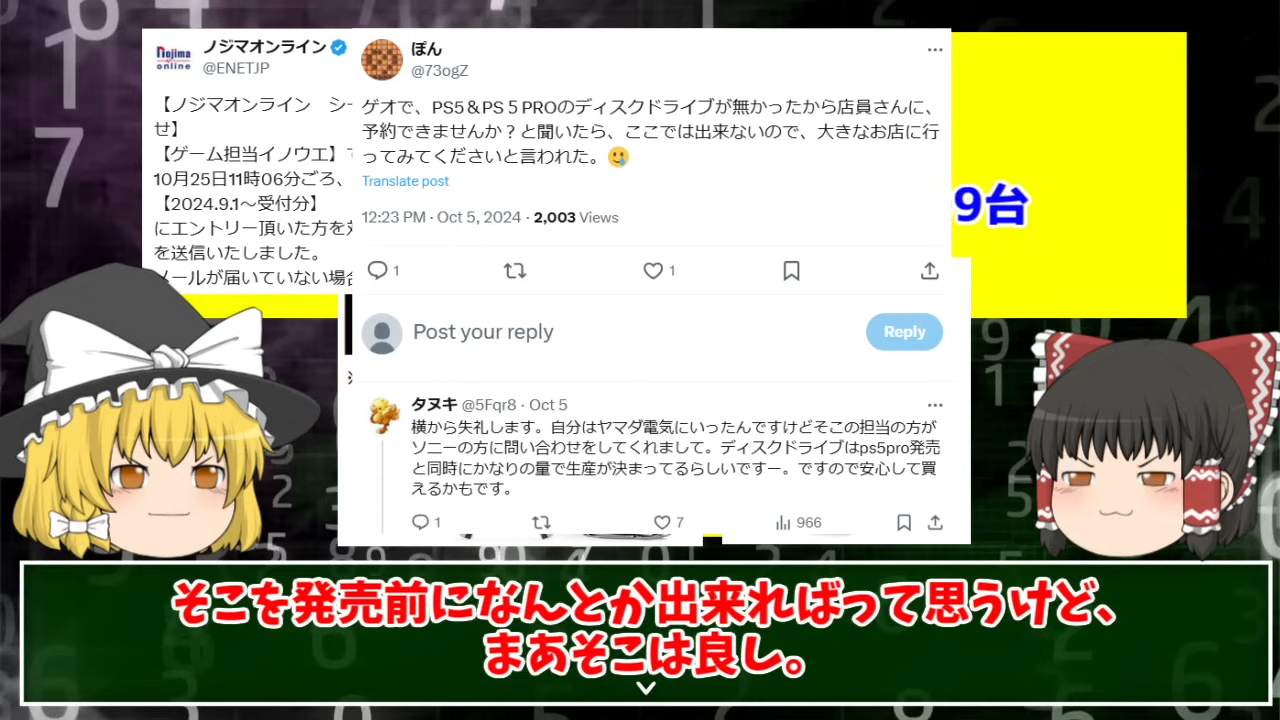 ノジマオンライン
@ENETJP
Nojima
online
【ノジマオンライン　シー
せ】
【ゲーム担当イノウエ】
10月25日11時06分ごろ、
【2024.9.1～受付分】
にエントリー頂いた方を
を送信いたしました。
メールが届いていない場合
ぽん
@73ogZ
ゲオで、PS5＆PS５PROのディスクドライブが無かったから店員さんに、
予約できませんか？と聞いたら、ここでは出来ないので、大きなお店に行
ってみてくださいと言われた。🥲
Translate post
12:23 PM · Oct 5, 2024 · 2,003 Views
1
1
Post your reply
Reply
タヌキ @5Fqr8 · Oct 5
横から失礼します。自分はヤマダ電気にいったんですけどそこの担当の方が
ソニーの方に問い合わせをしてくれまして。ディスクドライブはps5pro発売
と同時にかなりの量で生産が決まってるらしいですー。ですので安心して買
えるかもです。
1
7
966
9台
そこを発売前になんとか出来ればって思うけど、
まあそこは良し。